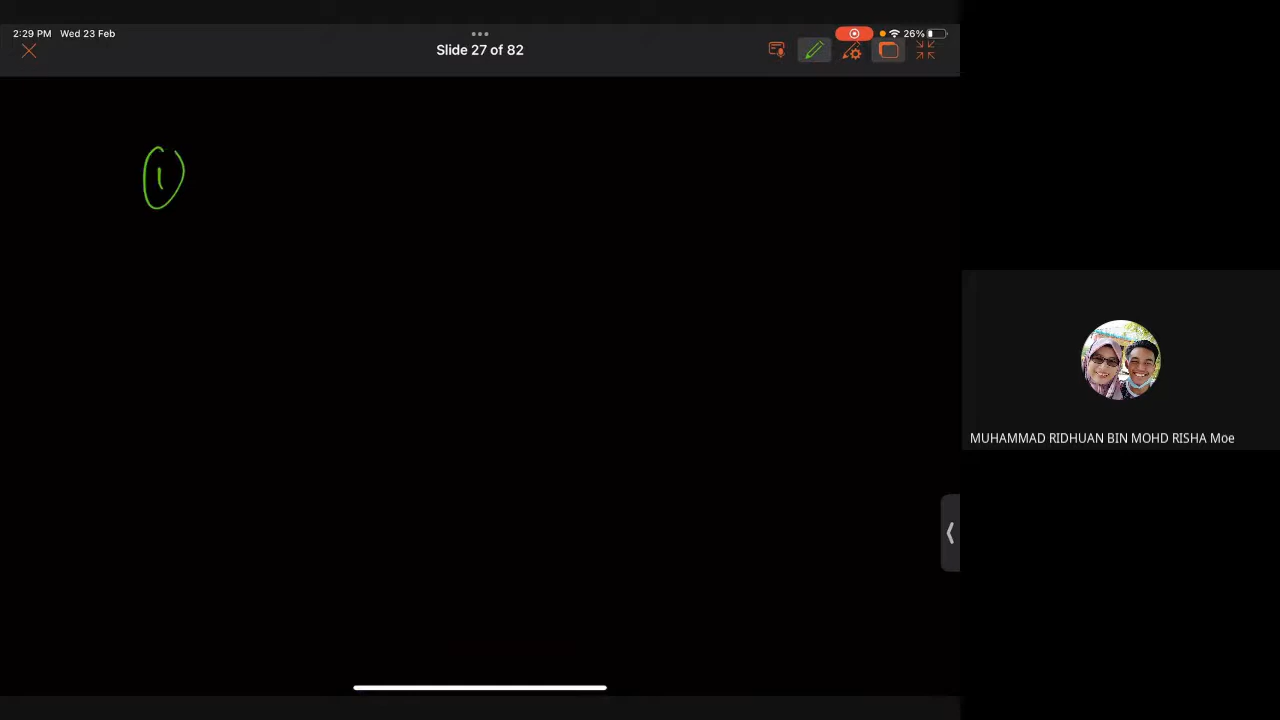 2:29 PM Wed 23 Feb
26%
Slide 27 of 82
1
MUHAMMAD RIDHUAN BIN MOHD RISHA Moe